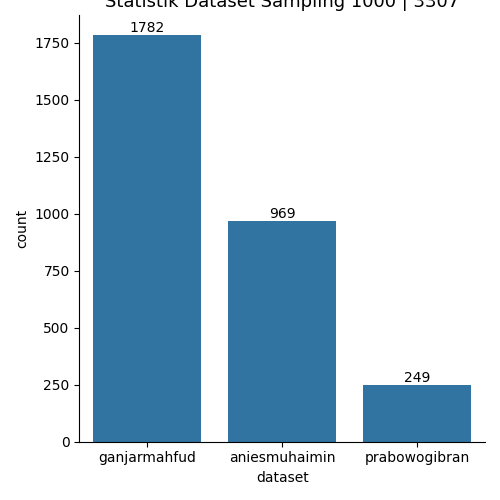 Statistik Dataset Sampling 1000 | 3307
1782
969
249
1750
1500
1250
1000
750
500
250
0
count
ganjarmahfud aniesmuhaimin prabowogibran
dataset